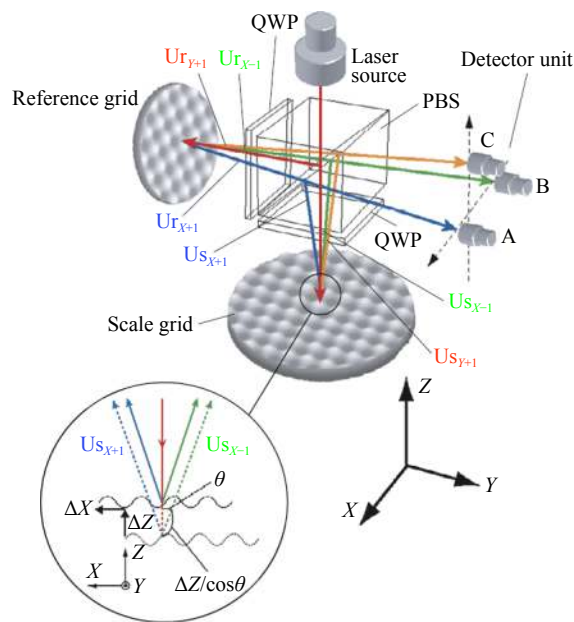 QWP
Ur_{Y+1} Ur_{X−1}
Laser source
Detector unit
Reference grid
PBS
C
B
A
Ur_{X+1}
Us_{X+1}
QWP
Us_{X−1}
Scale grid
Us_{Y+1}
Z
Y
X
Us_{X+1} Us_{X−1}
θ
ΔX
ΔZ
Z
X
Y
ΔZ/cosθ